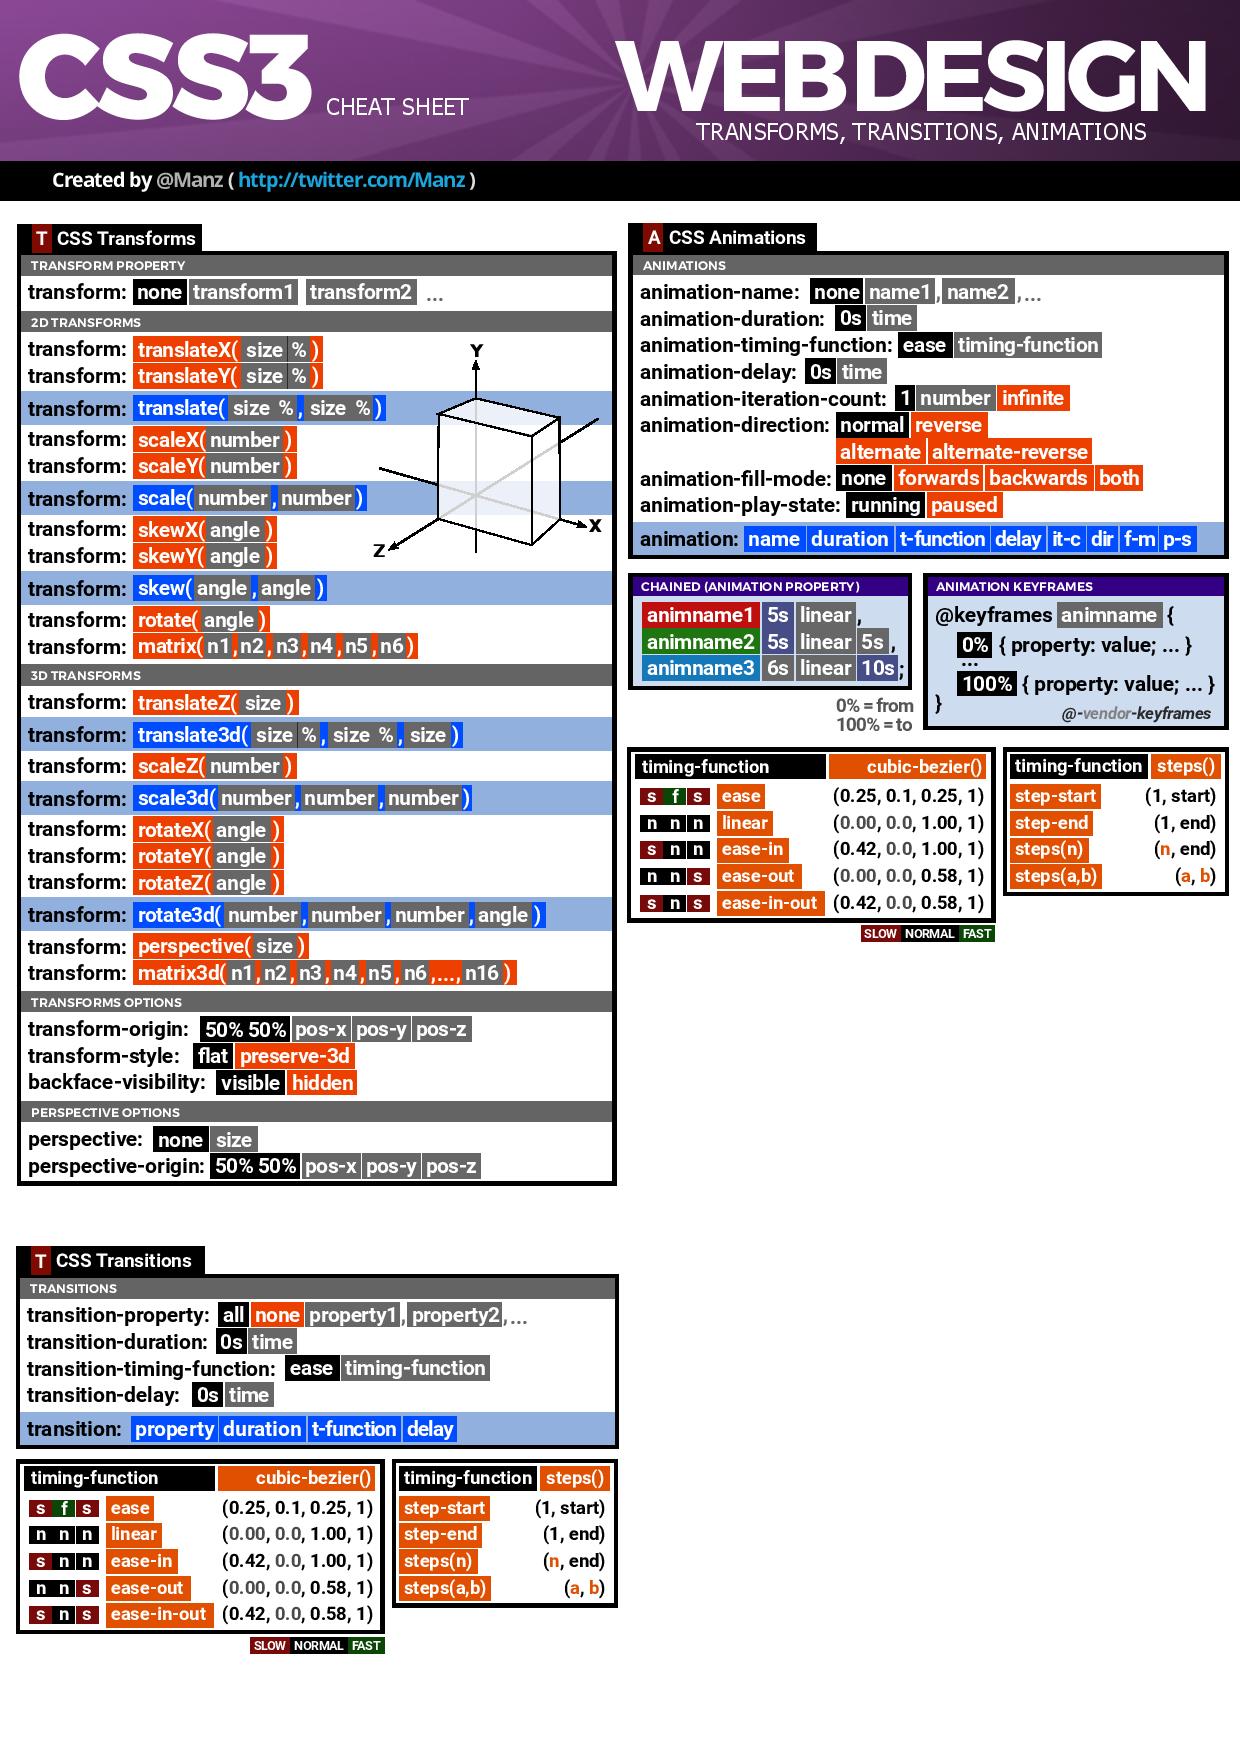 CSS3 CHEAT SHEET
WEB DESIGN
TRANSFORMS, TRANSITIONS, ANIMATIONS
Created by @Manz ( http://twitter.com/Manz )
T CSS Transforms
TRANSFORM PROPERTY
transform: none transform1 transform2 ...
2D TRANSFORMS
transform: translateX( size % )
transform: translateY( size % )
transform: translate( size % , size % )
transform: scaleX( number )
transform: scaleY( number )
transform: scale( number , number )
transform: skewX( angle )
transform: skewY( angle )
transform: skew( angle , angle )
transform: rotate( angle )
transform: matrix( n1 , n2 , n3 , n4 , n5 , n6 )
Y
X
Z
3D TRANSFORMS
transform: translateZ( size )
transform: translate3d( size % , size % , size )
transform: scaleZ( number )
transform: scale3d( number , number , number )
transform: rotateX( angle )
transform: rotateY( angle )
transform: rotateZ( angle )
transform: rotate3d( number , number , number , angle )
transform: perspective( size )
transform: matrix3d( n1 , n2 , n3 , n4 , n5 , n6 ,..., n16 )
TRANSFORMS OPTIONS
transform-origin: 50% 50% pos-x pos-y pos-z
transform-style: flat preserve-3d
backface-visibility: visible hidden
PERSPECTIVE OPTIONS
perspective: none size
perspective-origin: 50% 50% pos-x pos-y pos-z
A CSS Animations
ANIMATIONS
animation-name: none name1 , name2 ,...
animation-duration: 0s time
animation-timing-function: ease timing-function
animation-delay: 0s time
animation-iteration-count: 1 number infinite
animation-direction: normal reverse
alternate alternate-reverse
animation-fill-mode: none forwards backwards both
animation-play-state: running paused
animation: name duration t-function delay it-c dir f-m p-s
CHAINED (ANIMATION PROPERTY)
animname1 5s linear ,
animname2 5s linear 5s ,
animname3 6s linear 10s ;
0% = from
100% = to
ANIMATION KEYFRAMES
@keyframes animname {
0% { property: value; ... }
...
100% { property: value; ... }
}
@-vendor-keyframes
timing-function cubic-bezier()
s f s ease (0.25, 0.1, 0.25, 1)
n n n linear (0.00, 0.0, 1.00, 1)
s n n ease-in (0.42, 0.0, 1.00, 1)
n n s ease-out (0.00, 0.0, 0.58, 1)
s n s ease-in-out (0.42, 0.0, 0.58, 1)
SLOW NORMAL FAST
timing-function steps()
step-start (1, start)
step-end (1, end)
steps(n) (n, end)
steps(a,b) (a, b)
T CSS Transitions
TRANSITIONS
transition-property: all none property1 , property2 ,...
transition-duration: 0s time
transition-timing-function: ease timing-function
transition-delay: 0s time
transition: property duration t-function delay
timing-function cubic-bezier()
s f s ease (0.25, 0.1, 0.25, 1)
n n n linear (0.00, 0.0, 1.00, 1)
s n n ease-in (0.42, 0.0, 1.00, 1)
n n s ease-out (0.00, 0.0, 0.58, 1)
s n s ease-in-out (0.42, 0.0, 0.58, 1)
SLOW NORMAL FAST
timing-function steps()
step-start (1, start)
step-end (1, end)
steps(n) (n, end)
steps(a,b) (a, b)